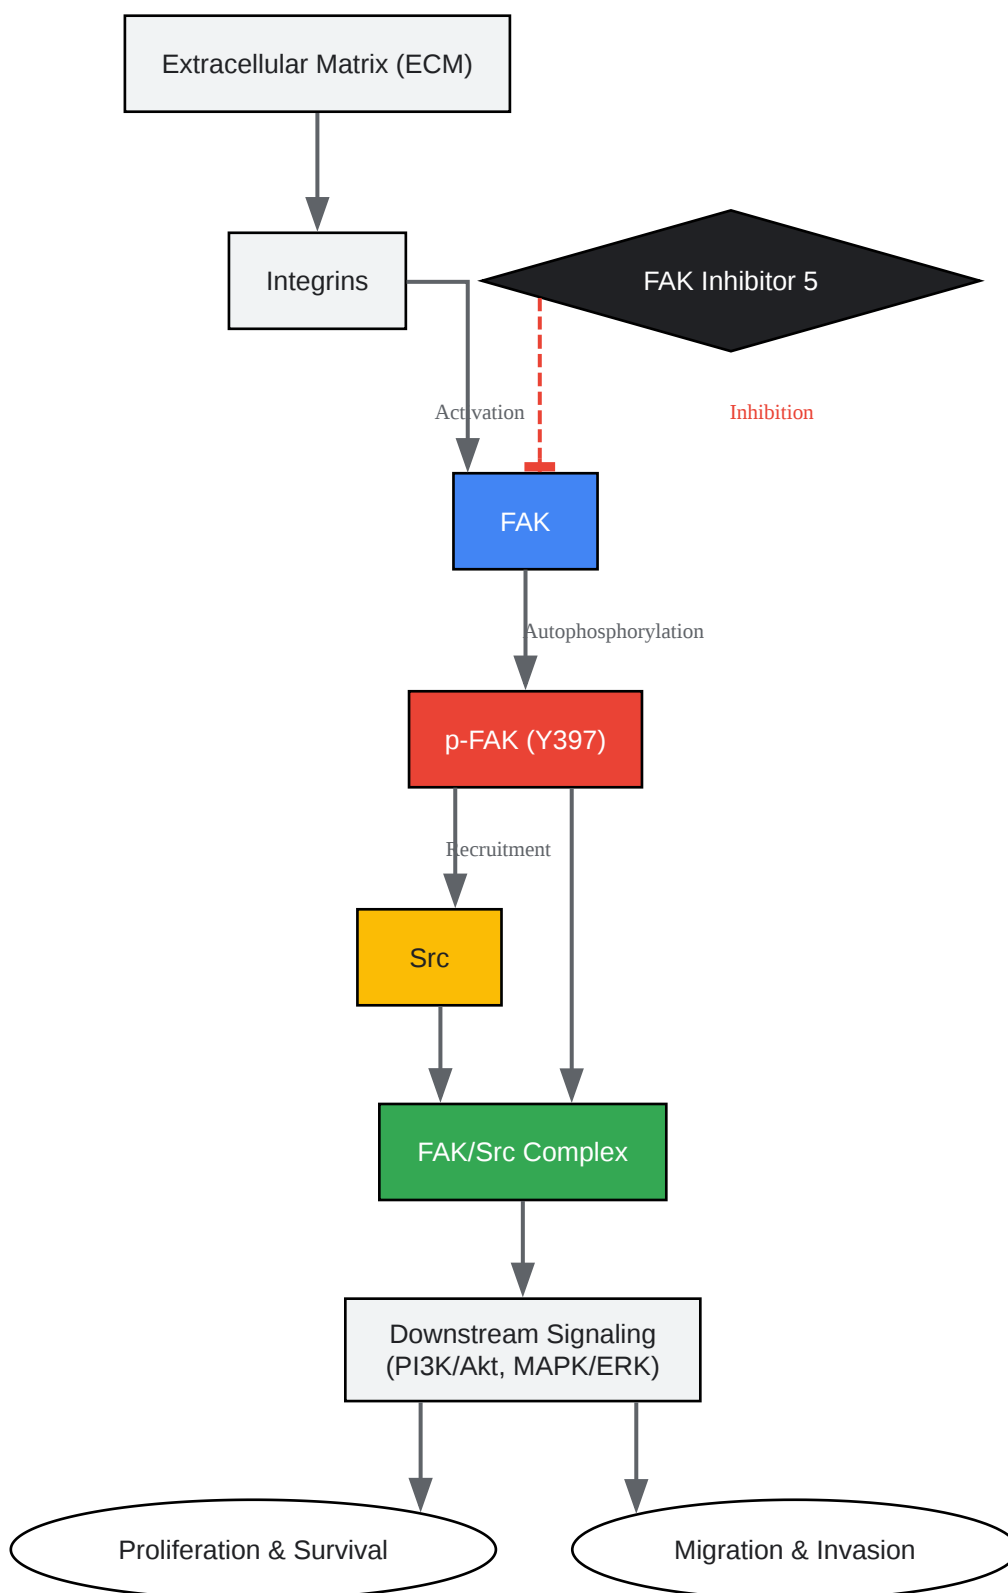 Extracellular Matrix (ECM)
Integrins
FAK Inhibitor 5
Activation
Inhibition
FAK
Autophosphorylation
p-FAK (Y397)
Recruitment
Src
FAK/Src Complex
Downstream Signaling
(PI3K/Akt, MAPK/ERK)
Proliferation & Survival
Migration & Invasion